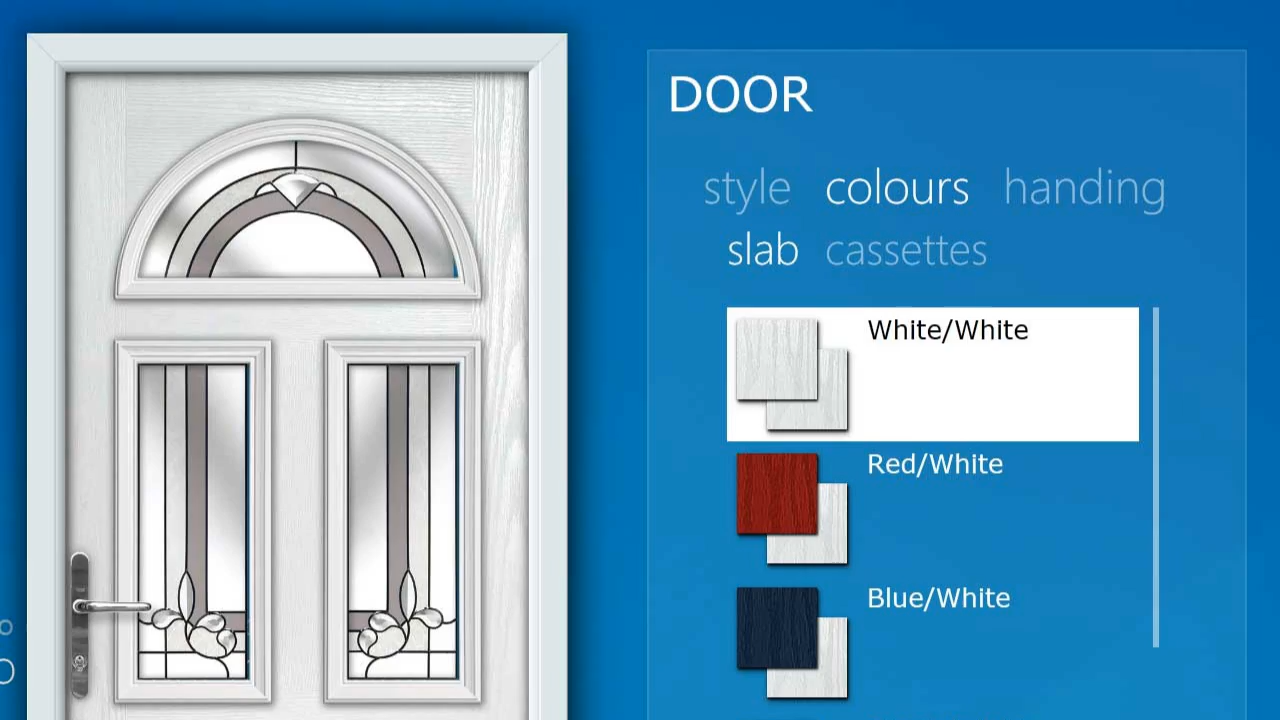 DOOR
style colours handing
slab cassettes
White/White
Red/White
Blue/White